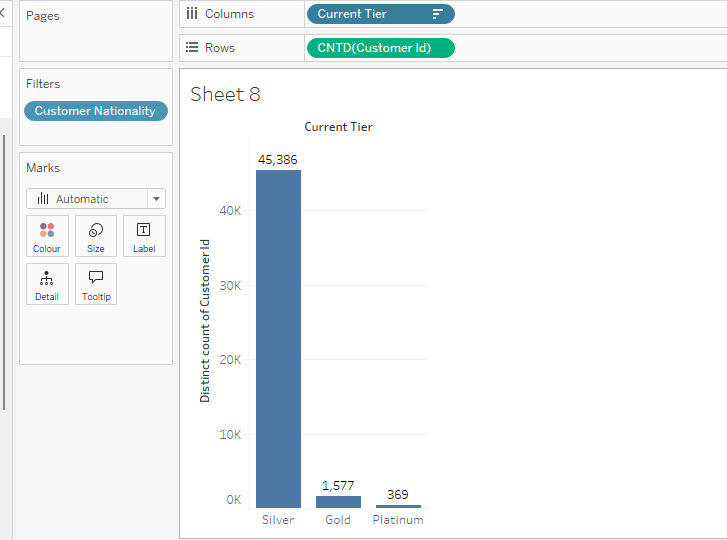 Pages
Columns
Current Tier
Rows
CNTD(Customer Id)
Filters
Customer Nationality
Marks
Automatic
Colour
Size
T
Label
Detail
Tooltip
Sheet 8
Current Tier
45,386
1,577
369
Distinct count of Customer Id
40K
30K
20K
10K
0K
Silver
Gold
Platinum